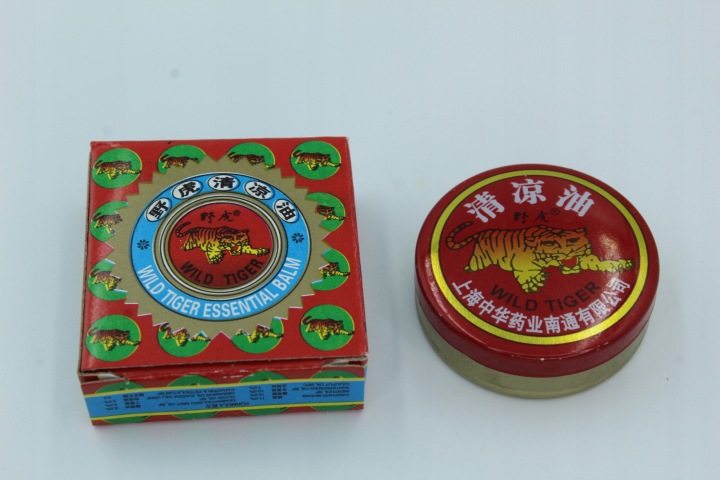 野虎清凉油
野虎®
WILD TIGER
WILD TIGER ESSENTIAL BALM
FORMULAE%
清凉油
野虎®
WILD TIGER
上海中华药业南通有限公司